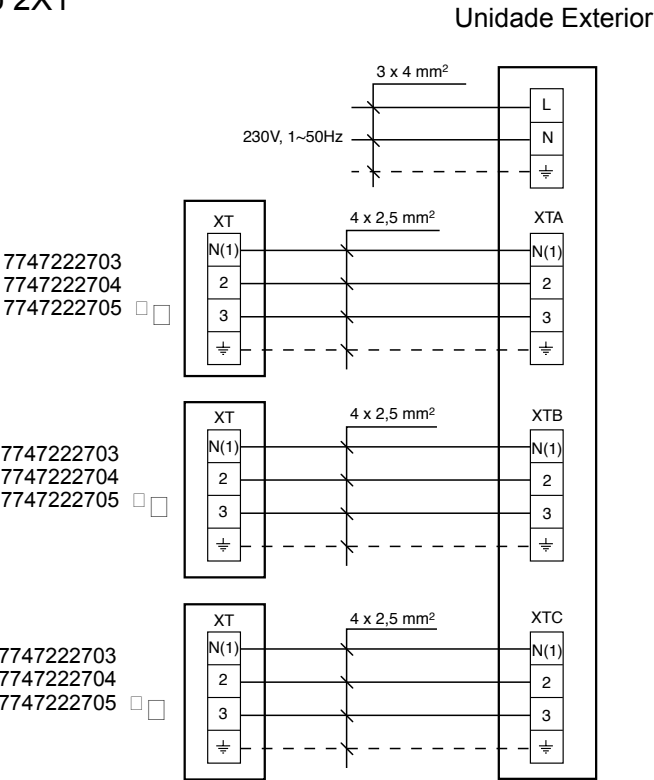 2X1
Unidade Exterior
3 x 4 mm²
L
230V, 1~50Hz
N
XT
4 x 2,5 mm²
XTA
N(1)
N(1)
7747222703
7747222704
2
2
7747222705
3
3
XT
4 x 2,5 mm²
XTB
N(1)
N(1)
7747222703
7747222704
2
2
7747222705
3
3
XT
4 x 2,5 mm²
XTC
N(1)
N(1)
7747222703
7747222704
2
2
7747222705
3
3